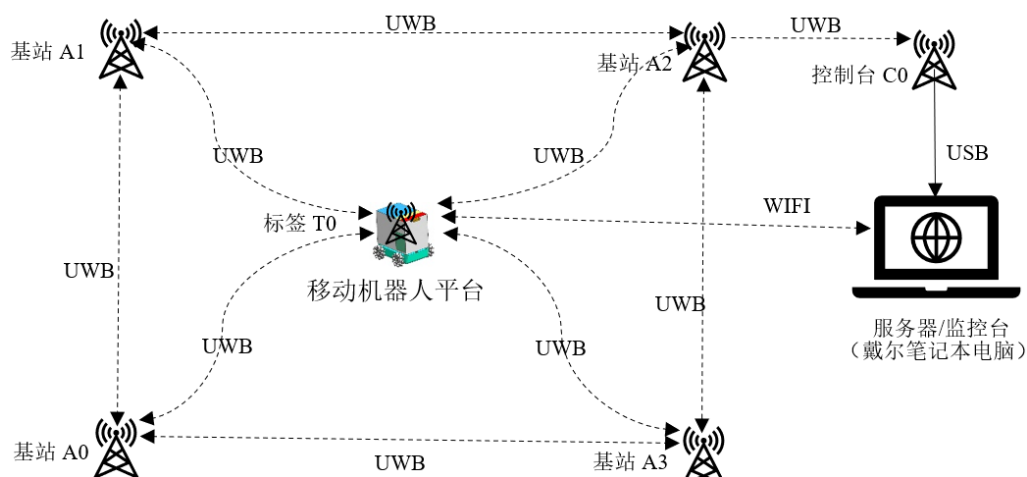 UWB
UWB
基站 A1
基站 A2
控制台 C0
UWB
UWB
USB
标签 T0
WIFI
UWB
移动机器人平台
UWB
服务器/监控台
（戴尔笔记本电脑）
UWB
UWB
基站 A0
基站 A3
UWB